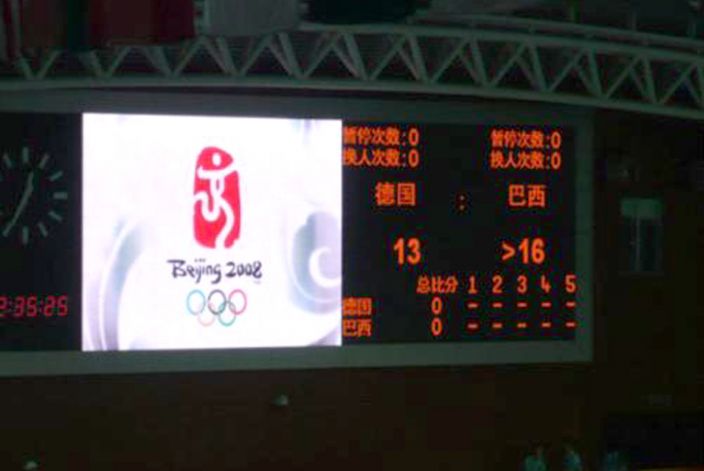 暂停次数:0 暂停次数:0
换人次数:0 换人次数:0
德国 : 巴西
13 >16
总比分 1 2 3 4 5
德国 0 - - - - -
巴西 0 - - - - -
Beijing 2008
2:35:25